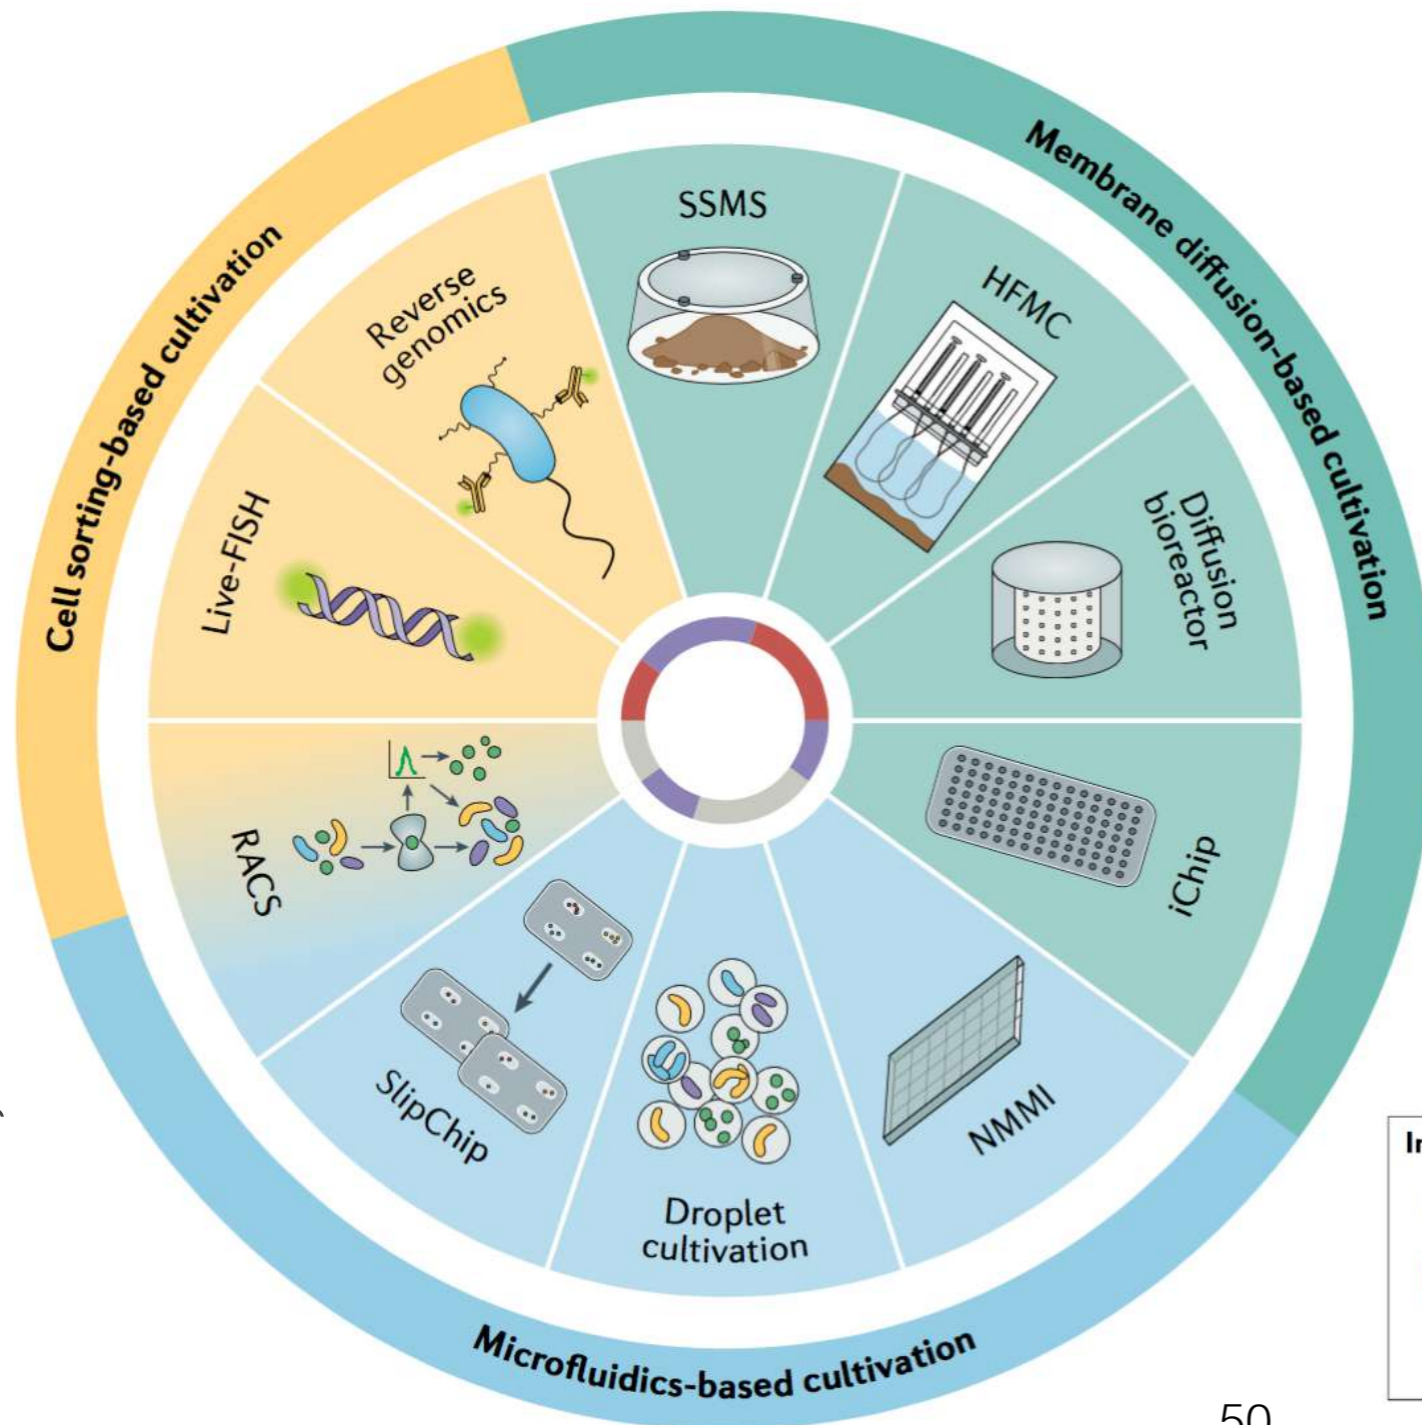 Cell sorting-based cultivation
Membrane diffusion-based cultivation
Microfluidics-based cultivation
SSMS
HFMC
Diffusion
bioreactor
iChip
NMMI
Droplet
cultivation
SlipChip
RACS
Live-FISH
Reverse
genomics
50